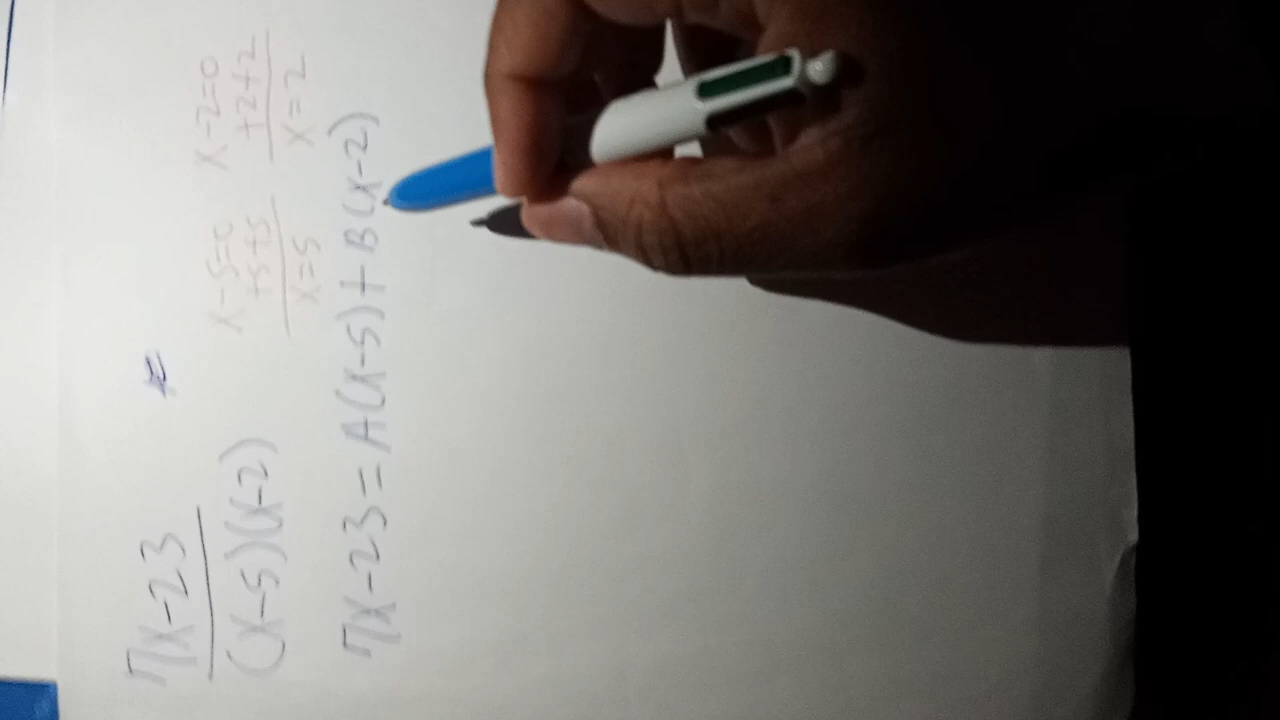 7x-23
(x-5)(x-2)
x-5=0 x-2=0
+5+5 +2+2
x=5 x=2
7x-23=A(x-5)+B(x-2)